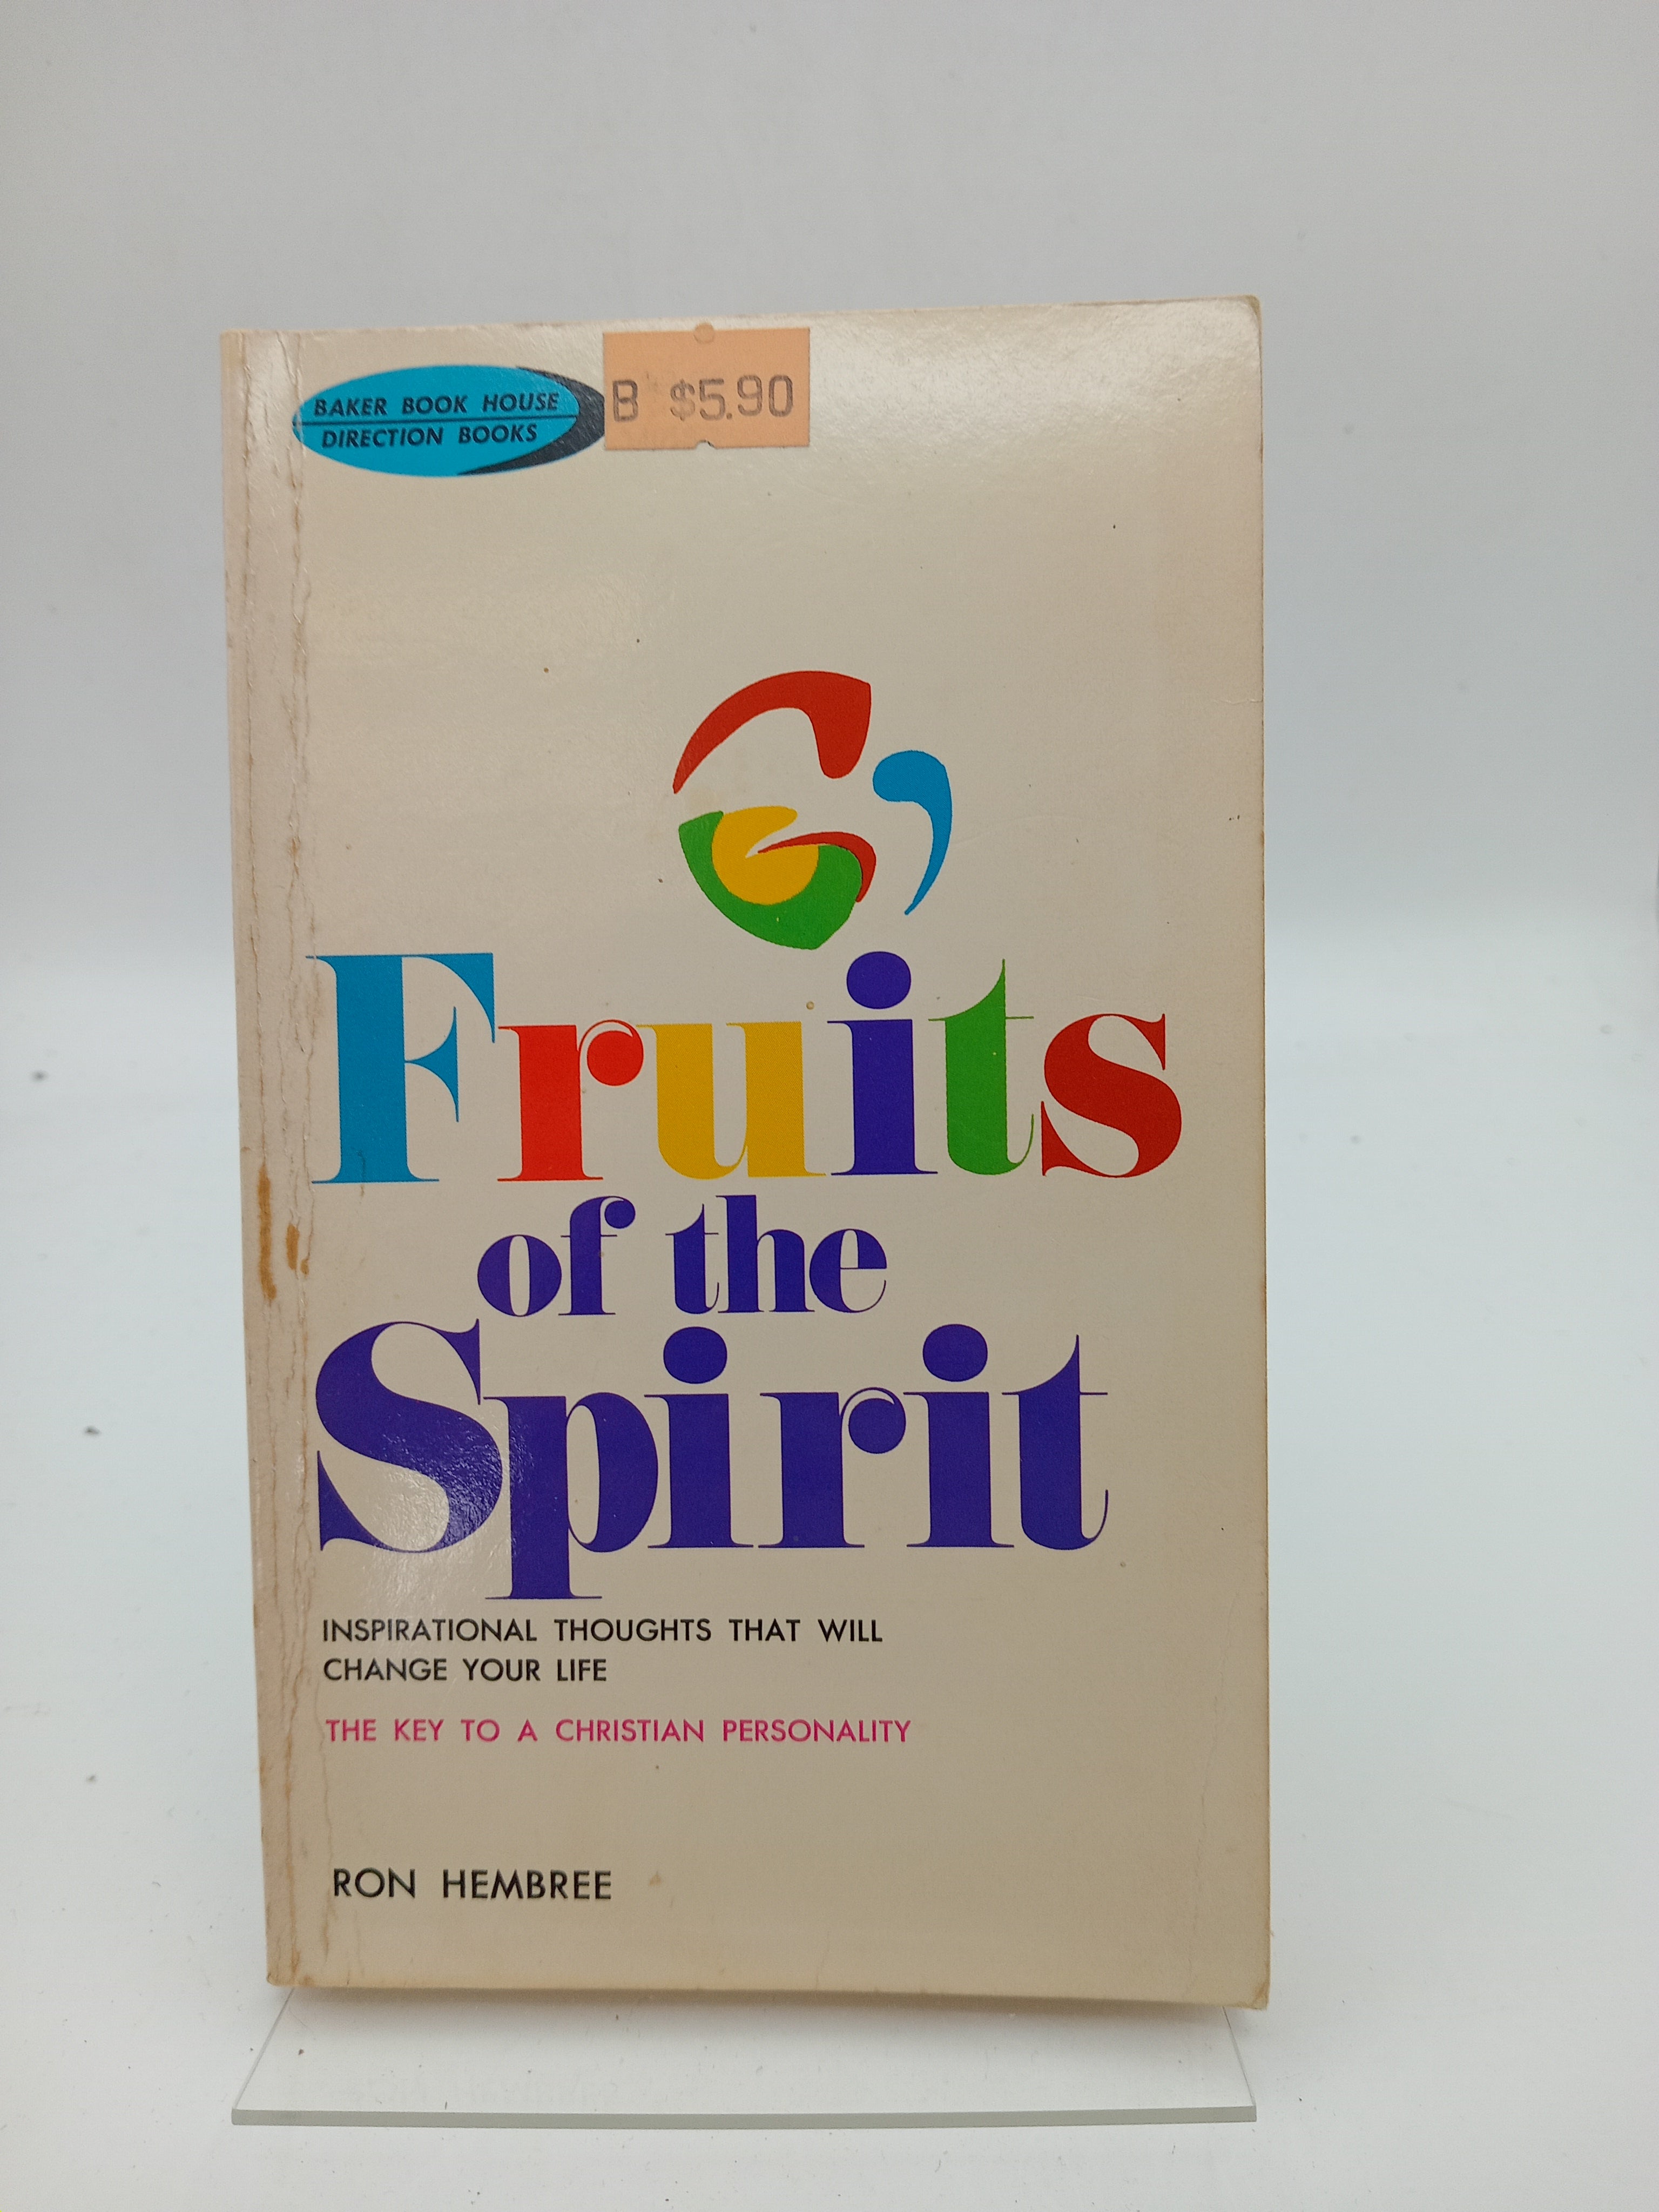 BAKER BOOK HOUSE
DIRECTION BOOKS
B $5.90
Fruits
of the
Spirit
INSPIRATIONAL THOUGHTS THAT WILL
CHANGE YOUR LIFE
THE KEY TO A CHRISTIAN PERSONALITY
RON HEMBREE